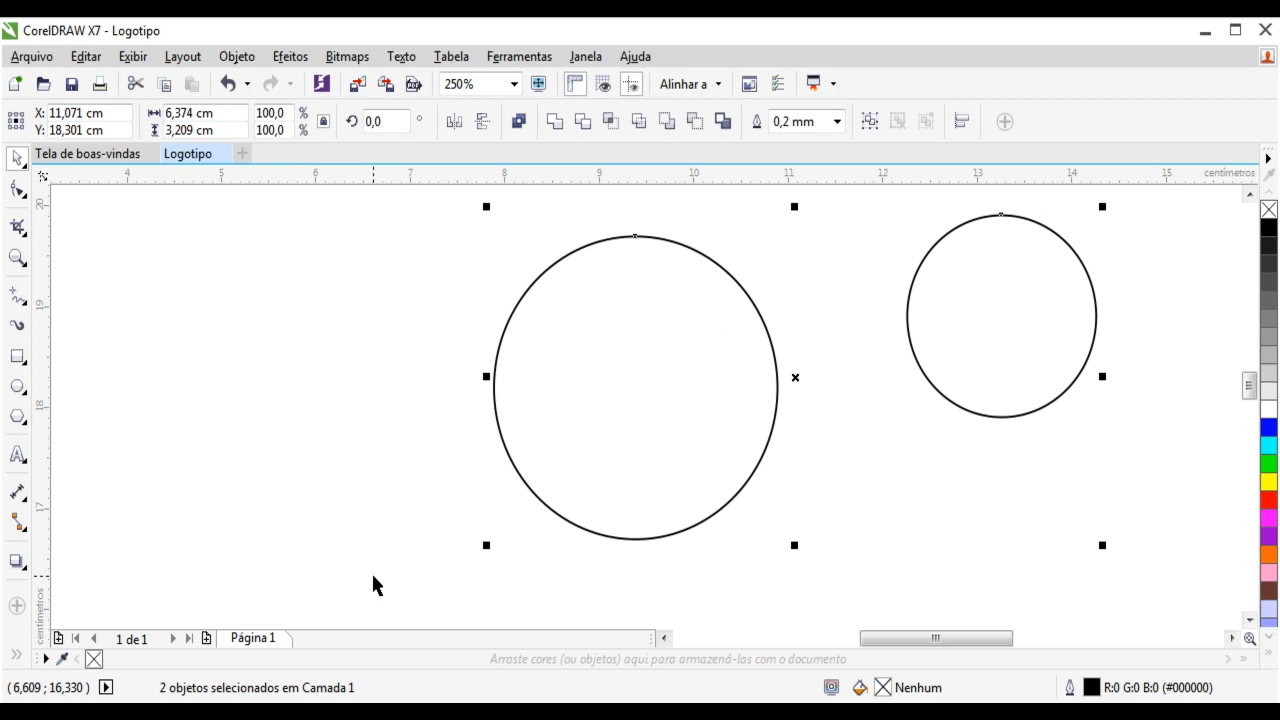 CorelDRAW X7 - Logotipo
Arquivo Editar Exibir Layout Objeto Efeitos Bitmaps Texto Tabela Ferramentas Janela Ajuda
250% Alinhar a
X: 11,071 cm 6,374 cm 100,0 % 0,0 ° 0,2 mm
Y: 18,301 cm 3,209 cm 100,0 %
Tela de boas-vindas Logotipo
4 5 6 7 8 9 10 11 12 13 14 15 centímetros
20
19
18
17
centímetros
1 de 1 Página 1
Arraste cores (ou objetos) aqui para armazená-las com o documento
( 6,609 ; 16,330 ) 2 objetos selecionados em Camada 1 Nenhum R:0 G:0 B:0 (#000000)